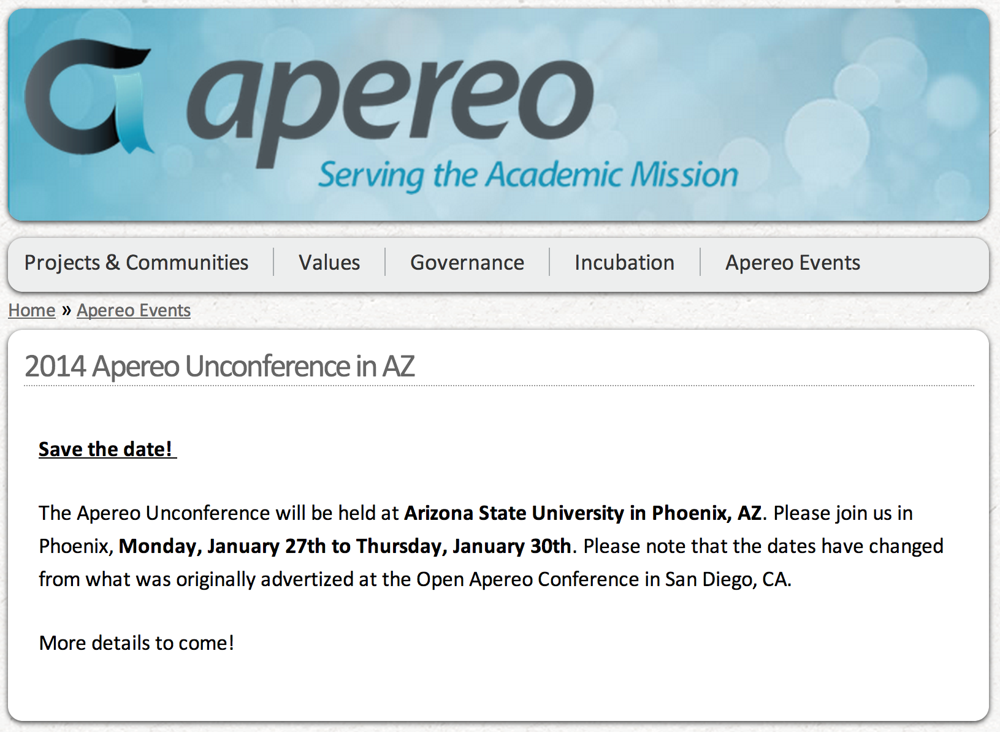 a apereo
Serving the Academic Mission
Projects & Communities Values Governance Incubation Apereo Events
Home » Apereo Events
2014 Apereo Unconference in AZ
Save the date!
The Apereo Unconference will be held at Arizona State University in Phoenix, AZ. Please join us in
Phoenix, Monday, January 27th to Thursday, January 30th. Please note that the dates have changed
from what was originally advertized at the Open Apereo Conference in San Diego, CA.
More details to come!